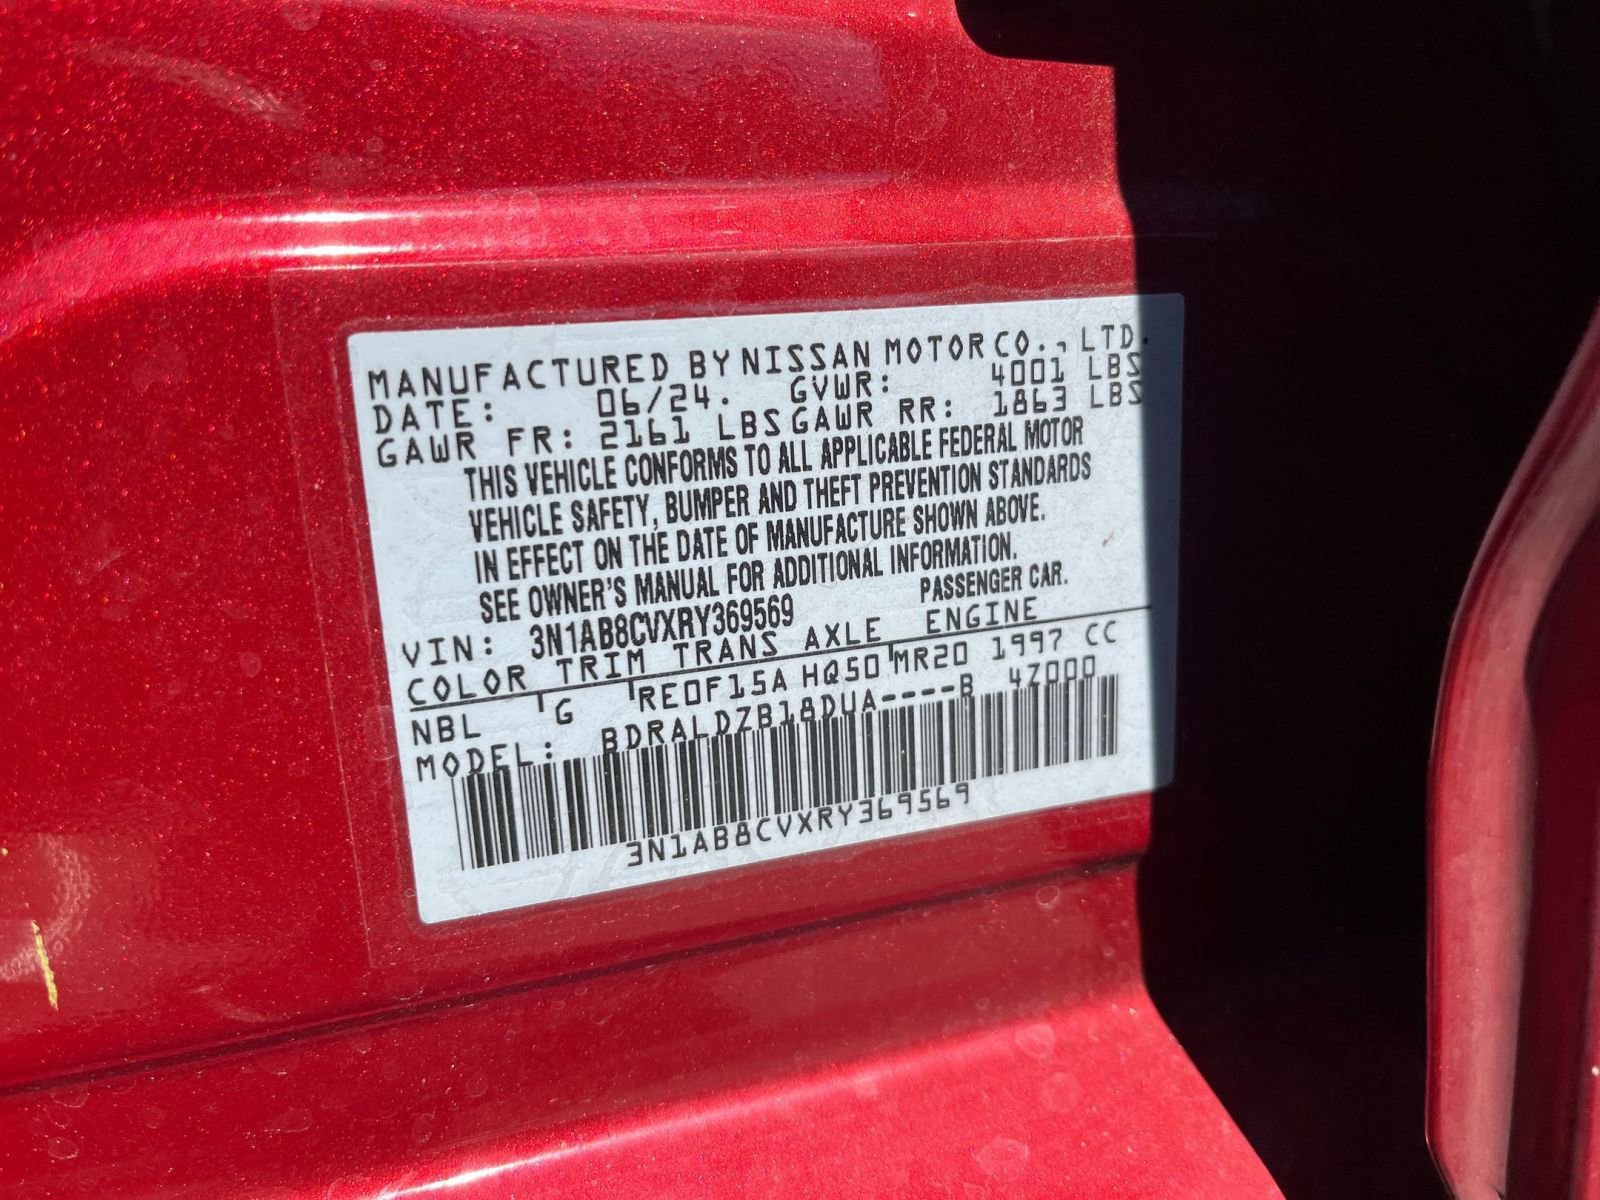 MANUFACTURED BY NISSAN MOTOR CO., LTD.
DATE: 06/24. GVWR: 4001 LBS
GAWR FR: 2161 LBS GAWR RR: 1863 LBS
THIS VEHICLE CONFORMS TO ALL APPLICABLE FEDERAL MOTOR
VEHICLE SAFETY, BUMPER AND THEFT PREVENTION STANDARDS
IN EFFECT ON THE DATE OF MANUFACTURE SHOWN ABOVE.
SEE OWNER'S MANUAL FOR ADDITIONAL INFORMATION.
VIN: 3N1AB8CVXRY369569 PASSENGER CAR.
COLOR TRIM TRANS AXLE ENGINE
NBL G RE0F15A HQ50 MR20 1997 CC
MODEL: BDRALDZB18DUA----B 4Z000
3N1AB8CVXRY369569